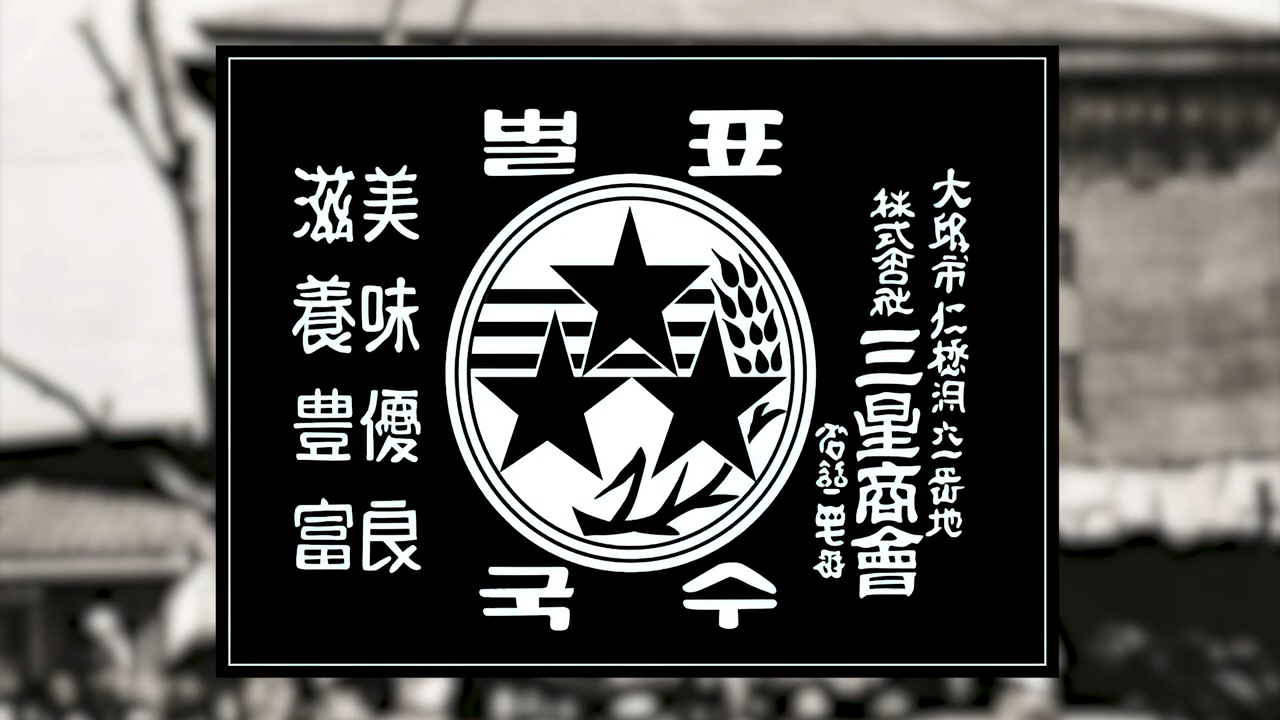 별표
국수
大邱市仁橋洞六一番地
株式會社 三星商會
美味優良
滋養豊富